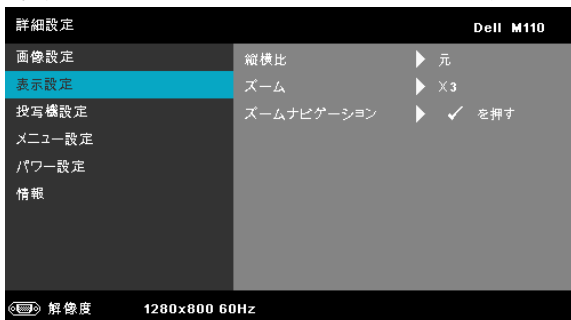 詳細設定 Dell M110
画像設定
表示設定
投写機設定
メニュー設定
パワー設定
情報
縦横比 元
ズーム X3
ズームナビゲーション ✓ を押す
解像度 1280x800 60Hz